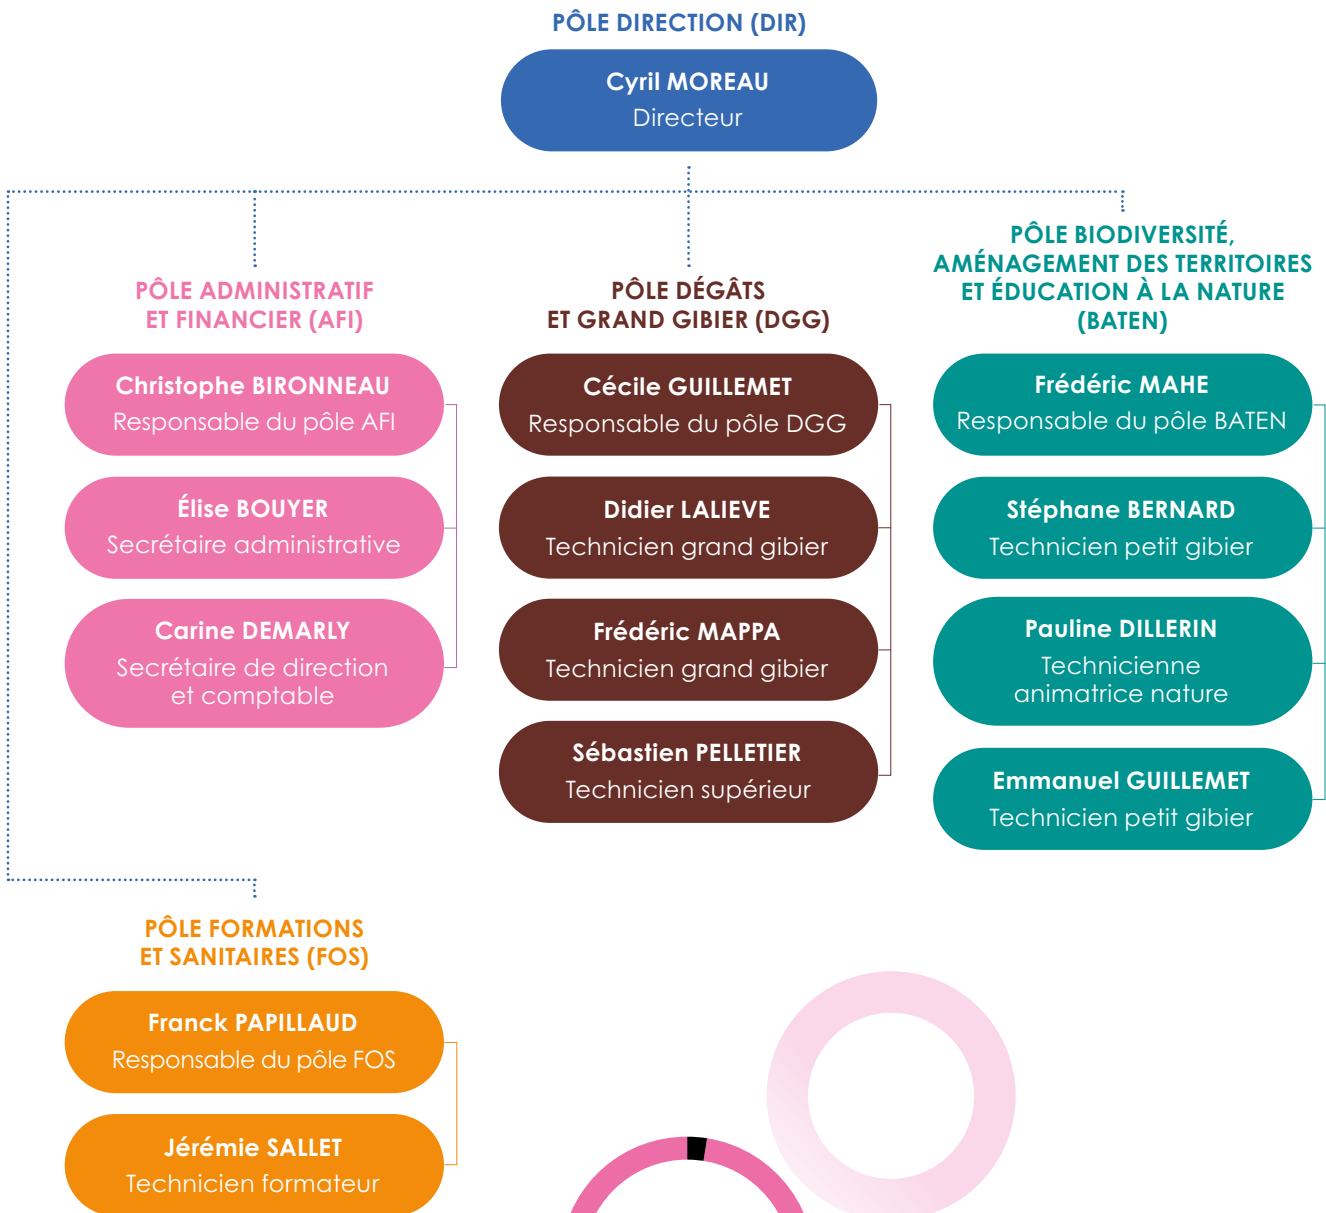 PÔLE DIRECTION (DIR)
Cyril MOREAU
Directeur
PÔLE ADMINISTRATIF
ET FINANCIER (AFI)
Christophe BIRONNEAU
Responsable du pôle AFI
Élise BOUYER
Secrétaire administrative
Carine DEMARLY
Secrétaire de direction
et comptable
PÔLE DÉGÂTS
ET GRAND GIBIER (DGG)
Cécile GUILLEMET
Responsable du pôle DGG
Didier LALIEVE
Technicien grand gibier
Frédéric MAPPA
Technicien grand gibier
Sébastien PELLETIER
Technicien supérieur
PÔLE BIODIVERSITÉ,
AMÉNAGEMENT DES TERRITOIRES
ET ÉDUCATION À LA NATURE
(BATEN)
Frédéric MAHE
Responsable du pôle BATEN
Stéphane BERNARD
Technicien petit gibier
Pauline DILLERIN
Technicienne
animatrice nature
Emmanuel GUILLEMET
Technicien petit gibier
PÔLE FORMATIONS
ET SANITAIRES (FOS)
Franck PAPILLAUD
Responsable du pôle FOS
Jérémie SALLET
Technicien formateur